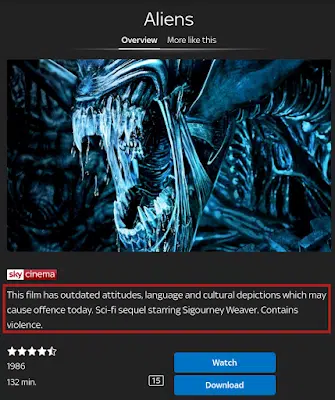 Aliens
Overview More like this
sky cinema
This film has outdated attitudes, language and cultural depictions which may
cause offence today. Sci-fi sequel starring Sigourney Weaver. Contains
violence.
1986
132 min.
15
Watch
Download